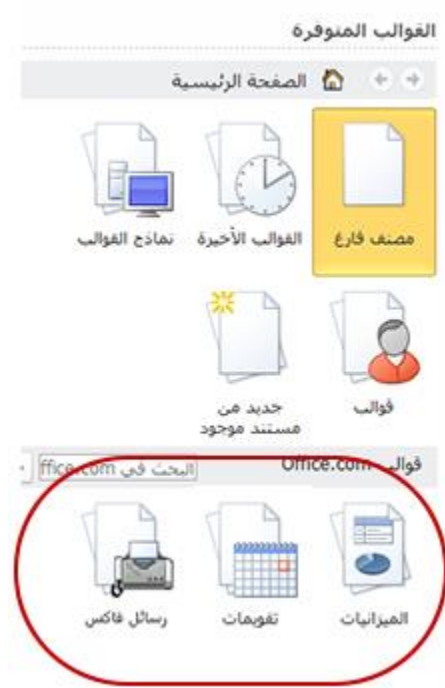 القوالب المتوفرة
الصفحة الرئيسية
مصنف فارغ
القوالب الأخيرة
نماذج القوالب
قوالب
جديد من
مستند موجود
قوالب Office.com
البحث في ffice.com
الميزانيات
تقويمات
رسائل فاكس